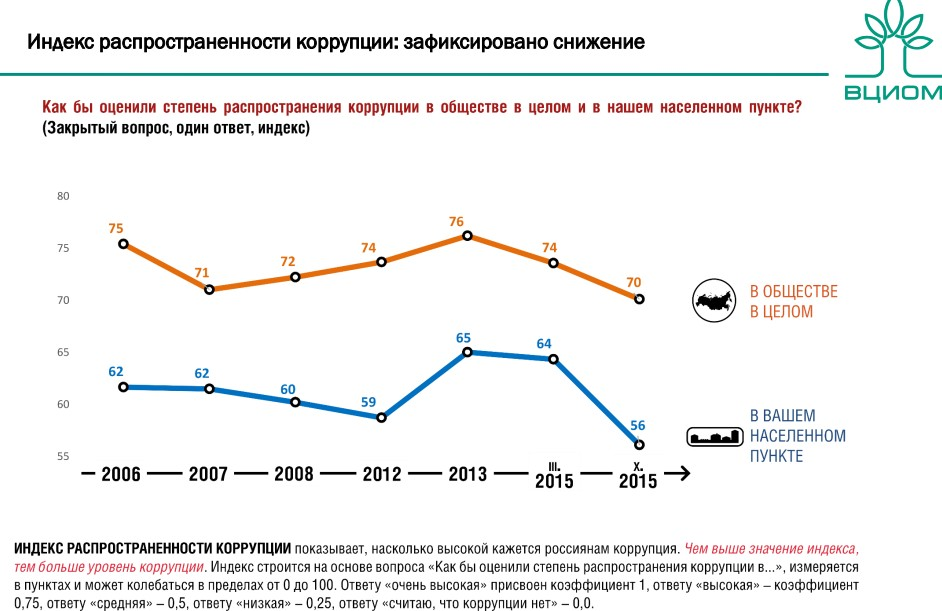 Индекс распространенности коррупции: зафиксировано снижение
ВЦИОМ
Как бы оценили степень распространения коррупции в обществе в целом и в нашем населенном пункте?
(Закрытый вопрос, один ответ, индекс)
80
75
70
65
60
55
75
71
72
74
76
74
70
В ОБЩЕСТВЕ
В ЦЕЛОМ
62
62
60
59
65
64
56
В ВАШЕМ
НАСЕЛЕННОМ
ПУНКТЕ
2006
2007
2008
2012
2013
III.
2015
X.
2015
ИНДЕКС РАСПРОСТРАНЕННОСТИ КОРРУПЦИИ показывает, насколько высокой кажется россиянам коррупция. Чем выше значение индекса,
тем больше уровень коррупции. Индекс строится на основе вопроса «Как бы оценили степень распространения коррупции в...», измеряется
в пунктах и может колебаться в пределах от 0 до 100. Ответу «очень высокая» присвоен коэффициент 1, ответу «высокая» – коэффициент
0,75, ответу «средняя» – 0,5, ответу «низкая» – 0,25, ответу «считаю, что коррупции нет» – 0,0.